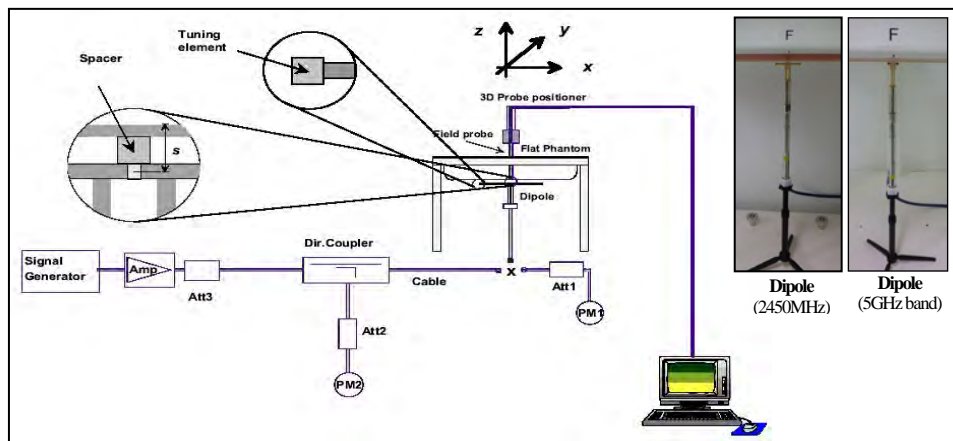 Tuning
element
Spacer
s
z
y
x
3D Probe positioner
Field probe
Flat Phantom
Dipole
Signal
Generator
Amp
Att3
Dir.Coupler
Cable
x
Att1
PM1
Att2
PM2
F
F
Dipole
(2450MHz)
Dipole
(5GHz band)